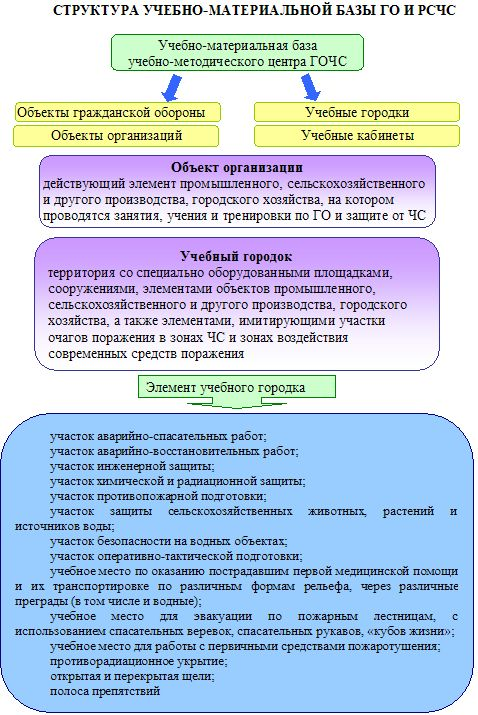 СТРУКТУРА УЧЕБНО-МАТЕРИАЛЬНОЙ БАЗЫ ГО И РСЧС
Учебно-материальная база
учебно-методического центра ГОЧС
Объекты гражданской обороны
Учебные городки
Объекты организаций
Учебные кабинеты
Объект организации
действующий элемент промышленного, сельскохозяйственного
и другого производства, городского хозяйства, на котором
проводятся занятия, учения и тренировки по ГО и защите от ЧС
Учебный городок
территория со специально оборудованными площадками,
сооружениями, элементами объектов промышленного,
сельскохозяйственного и другого производства, городского
хозяйства, а также элементами, имитирующими участки
очагов поражения в зонах ЧС и зонах воздействия
современных средств поражения
Элемент учебного городка
участок аварийно-спасательных работ;
участок аварийно-восстановительных работ;
участок инженерной защиты;
участок химической и радиационной защиты;
участок противопожарной подготовки;
участок защиты сельскохозяйственных животных, растений и
источников воды;
участок безопасности на водных объектах;
участок оперативно-тактической подготовки;
учебное место по оказанию пострадавшим первой медицинской помощи
и их транспортировке по различным формам рельефа, через различные
преграды (в том числе и водные);
учебное место для эвакуации по пожарным лестницам, с
использованием спасательных веревок, спасательных рукавов, «кубов жизни»;
учебное место для работы с первичными средствами пожаротушения;
противорадиационное укрытие;
открытая и перекрытая щели;
полоса препятствий